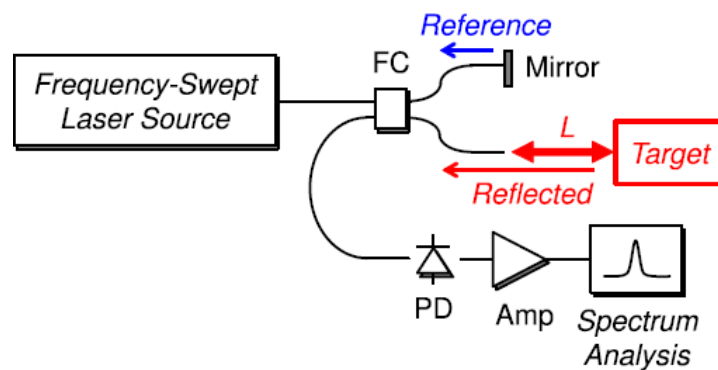 Reference
FC
Mirror
Frequency-Swept
Laser Source
L
Target
Reflected
PD
Amp
Spectrum
Analysis